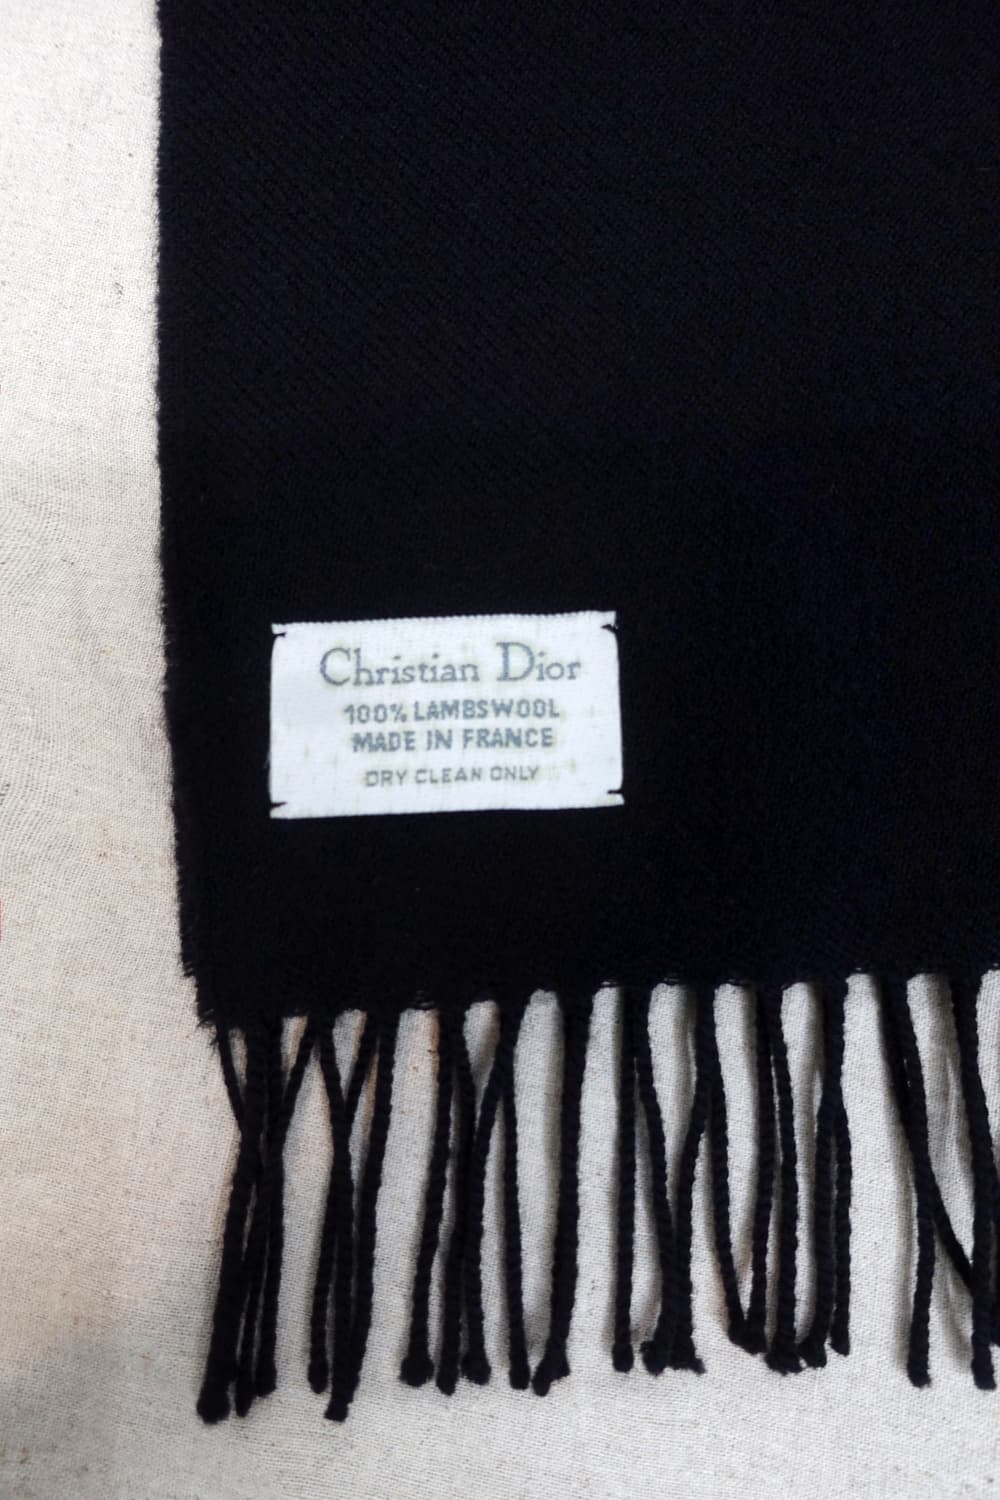 Christian Dior
100% LAMBSWOOL
MADE IN FRANCE
DRY CLEAN ONLY